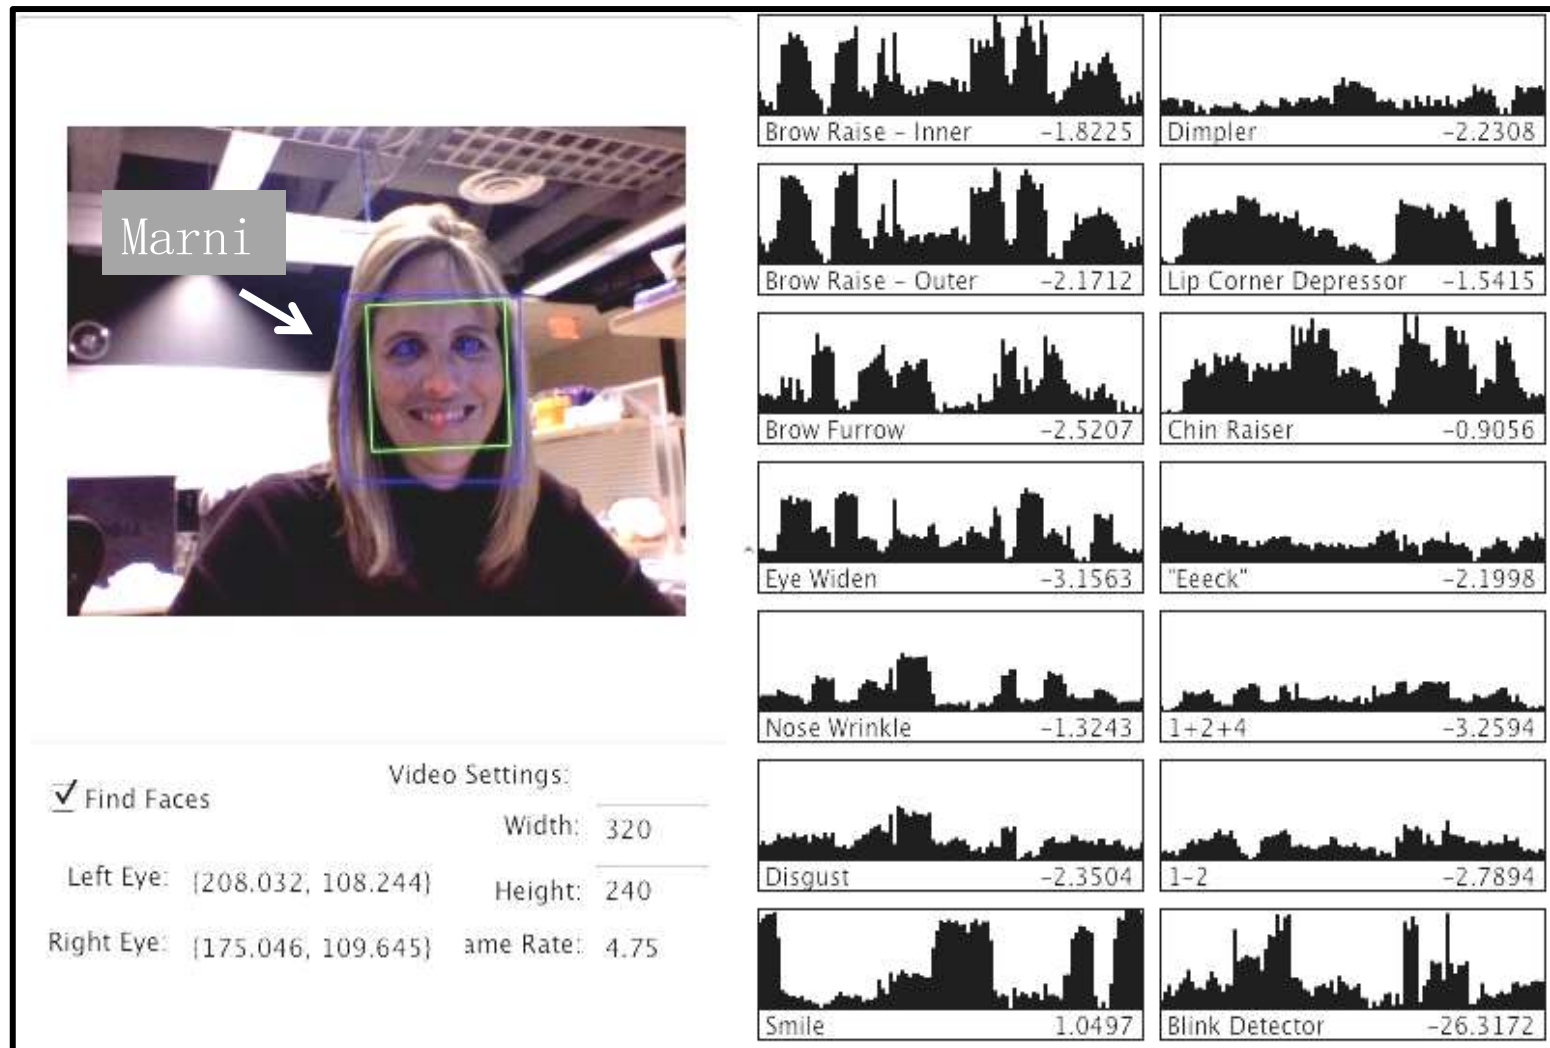 Marni
Find Faces
Video Settings:
Width: 320
Left Eye: {208.032, 108.244}
Height: 240
Right Eye: {175.046, 109.645}
ame Rate: 4.75
Brow Raise - Inner -1.8225
Dimpler -2.2308
Brow Raise - Outer -2.1712
Lip Corner Depressor -1.5415
Brow Furrow -2.5207
Chin Raiser -0.9056
Eye Widen -3.1563
"Eeeck" -2.1998
Nose Wrinkle -1.3243
1+2+4 -3.2594
Disgust -2.3504
1-2 -2.7894
Smile 1.0497
Blink Detector -26.3172